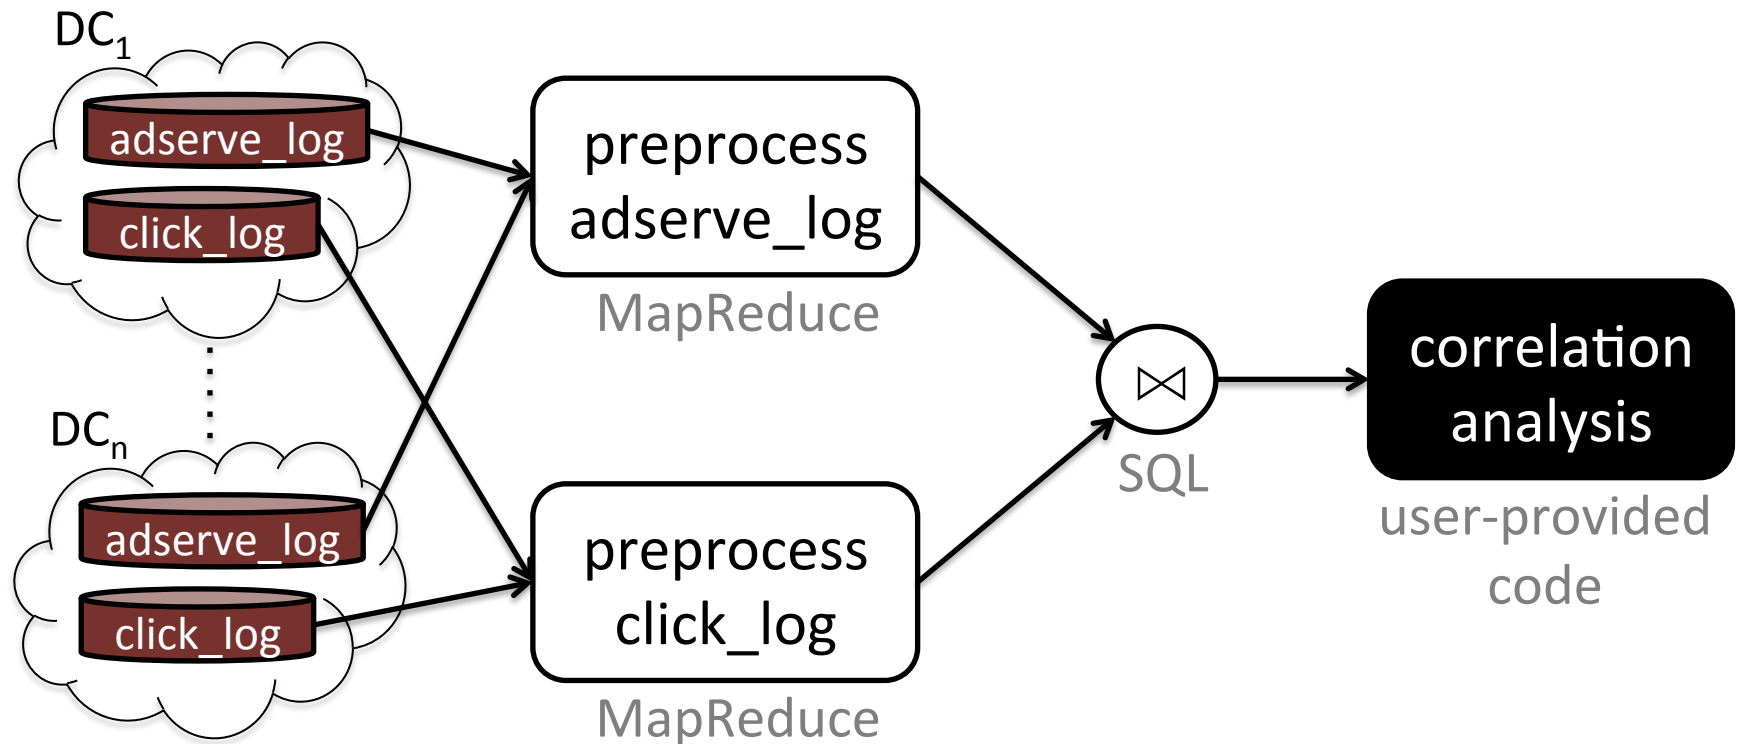 DC1
adserve_log
click_log
DCn
adserve_log
click_log
preprocess
adserve_log
MapReduce
preprocess
click_log
MapReduce
⋈
SQL
correlation
analysis
user-provided
code